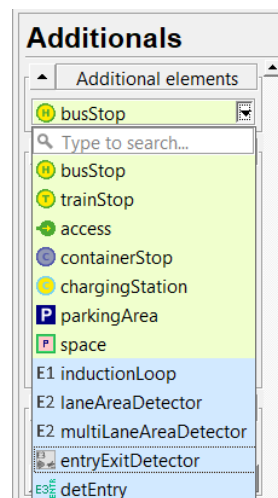 Additionals
Additional elements
H busStop
Type to search...
H busStop
T trainStop
access
C containerStop
C chargingStation
P parkingArea
P space
E1 inductionLoop
E2 laneAreaDetector
E2 multiLaneAreaDetector
entryExitDetector
E3 detEntry